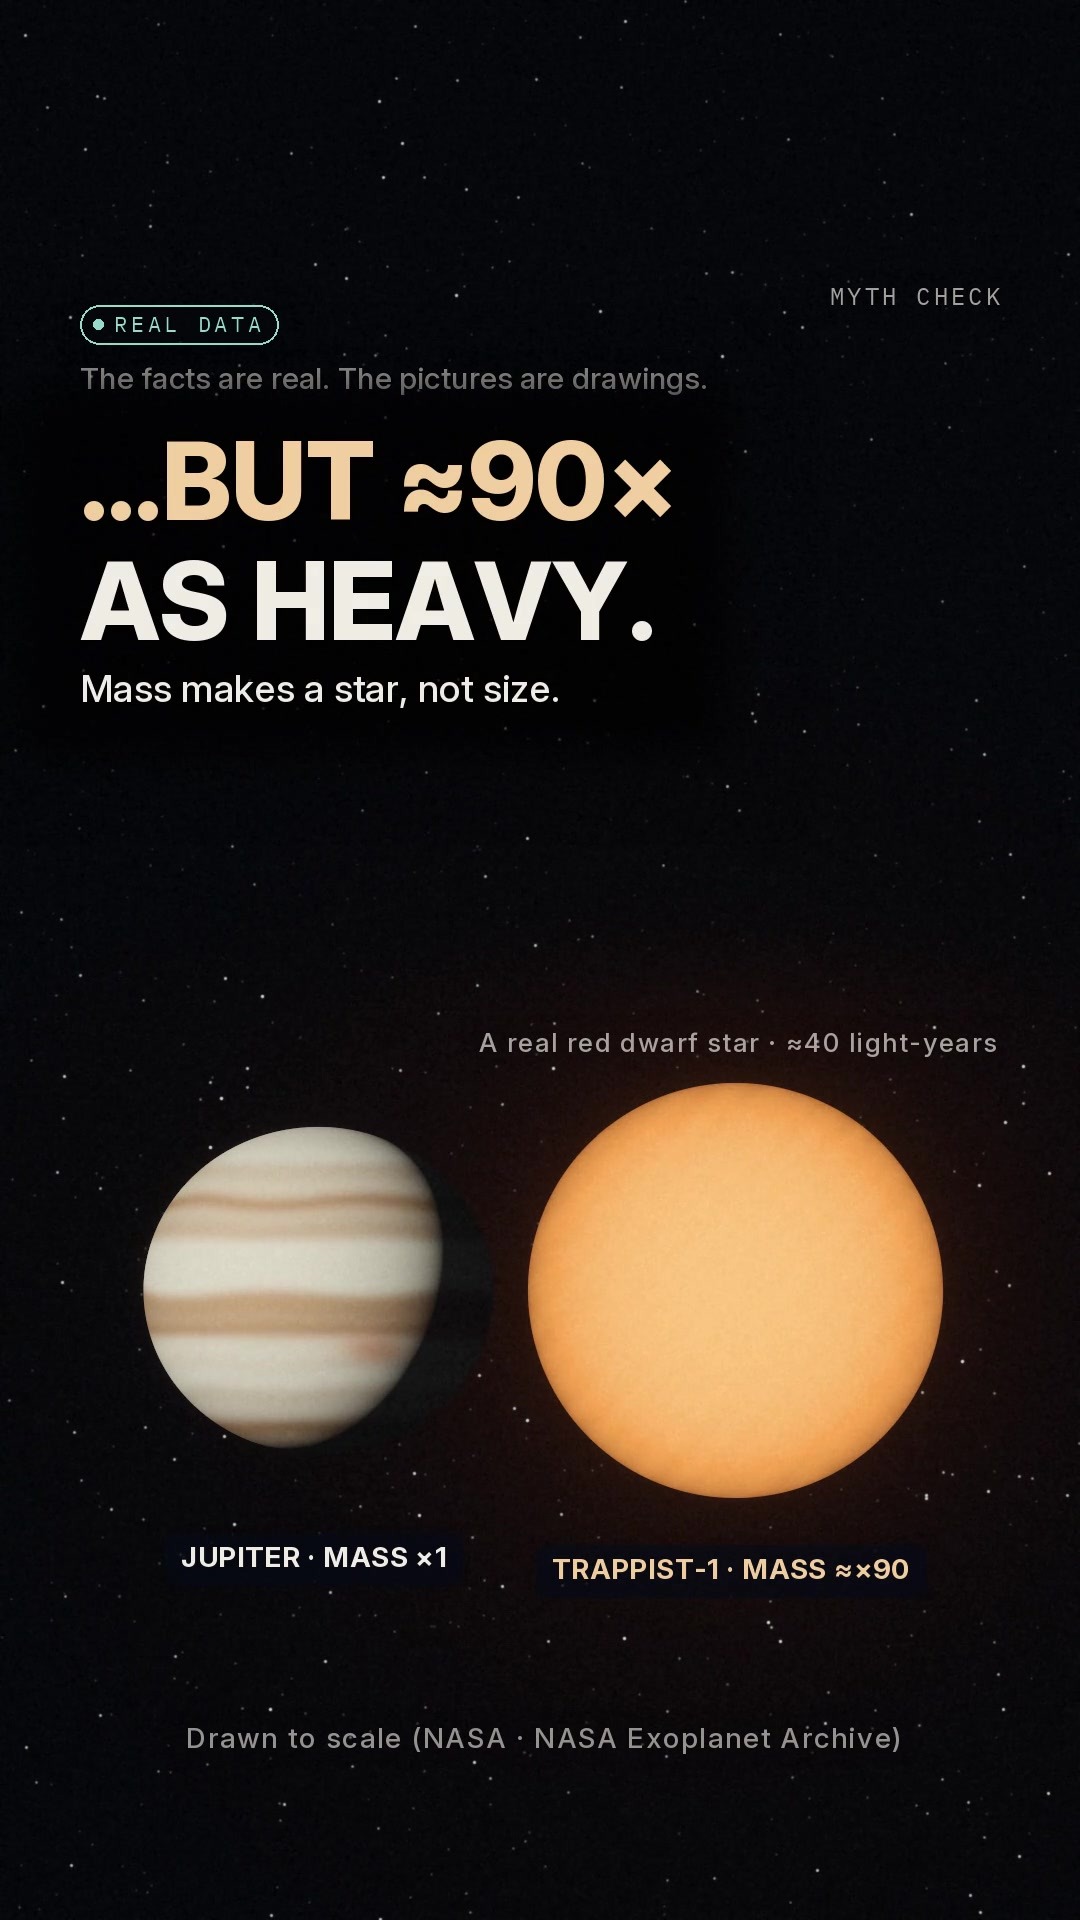 MYTH CHECK
REAL DATA
The facts are real. The pictures are drawings.
...BUT ≈90×
AS HEAVY.
Mass makes a star, not size.
A real red dwarf star · ≈40 light-years
JUPITER · MASS ×1
TRAPPIST-1 · MASS ≈×90
Drawn to scale (NASA · NASA Exoplanet Archive)